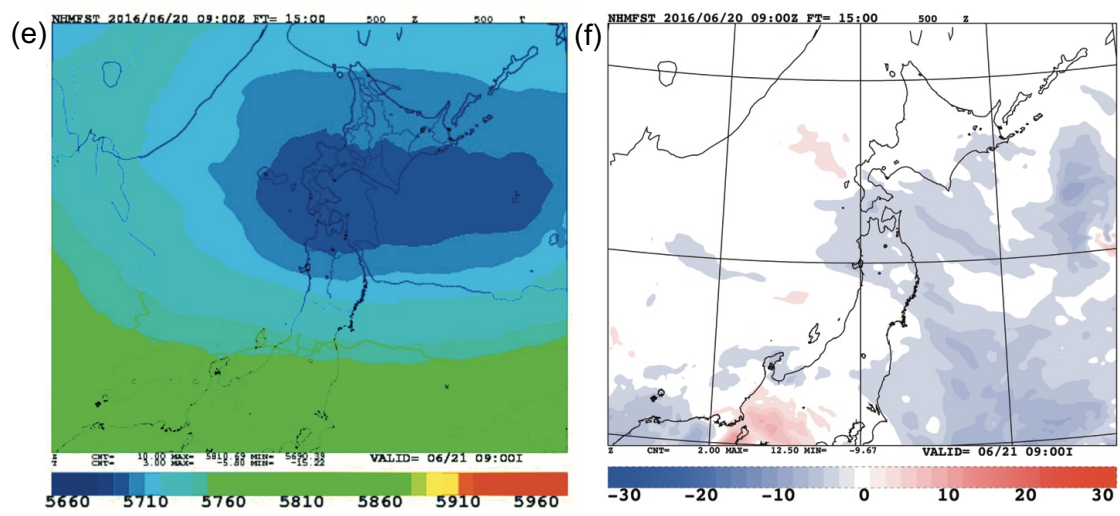 (e)
NHMFST 2016/06/20 09:00Z FT= 15:00 500 Z 500 T
Z CNT= 10.00 MAX= 5810.69 MIN= 5690.39 VALID= 06/21 09:00I
T CNT= 3.00 MAX= -5.80 MIN= -15.22
5660 5710 5760 5810 5860 5910 5960
(f)
NHMFST 2016/06/20 09:00Z FT= 15:00 500 Z
Z CNT= 2.00 MAX= 12.50 MIN= -9.67 VALID= 06/21 09:00I
-30 -20 -10 0 10 20 30